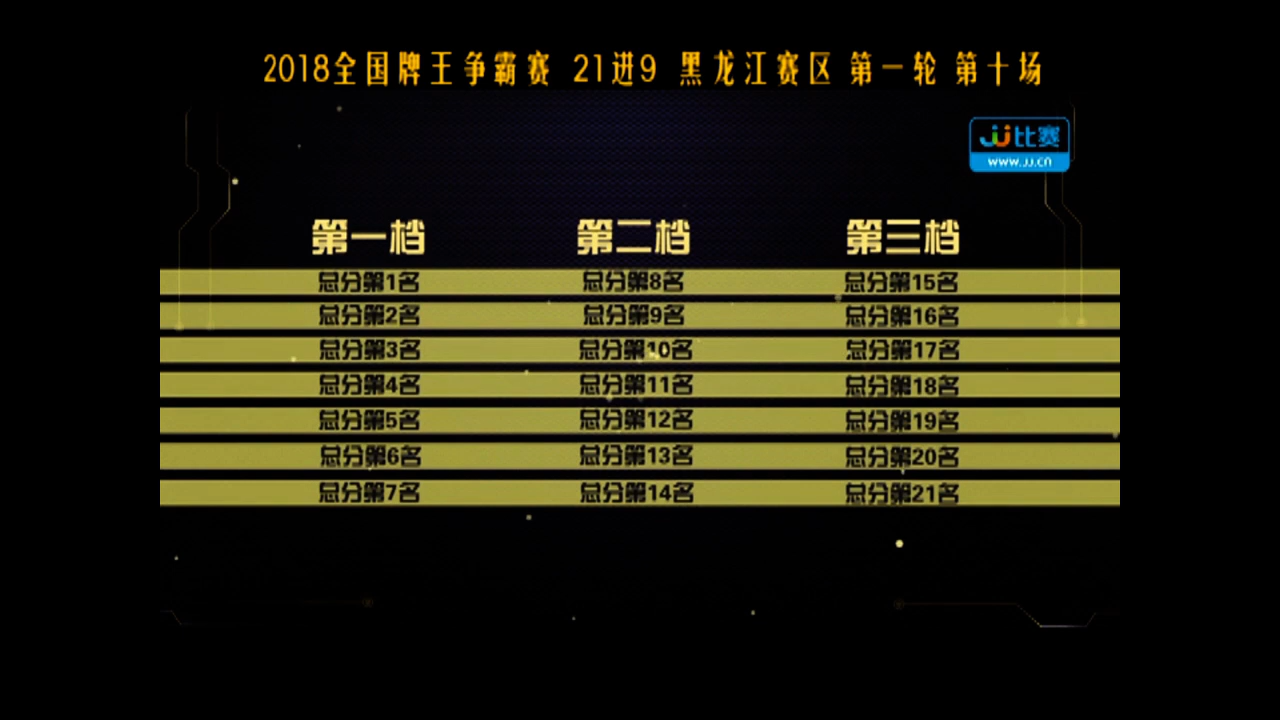 2018全国牌王争霸赛 21进9 黑龙江赛区 第一轮 第十场
JJ比赛
www.JJ.cn
第一档 第二档 第三档
总分第1名 总分第8名 总分第15名
总分第2名 总分第9名 总分第16名
总分第3名 总分第10名 总分第17名
总分第4名 总分第11名 总分第18名
总分第5名 总分第12名 总分第19名
总分第6名 总分第13名 总分第20名
总分第7名 总分第14名 总分第21名